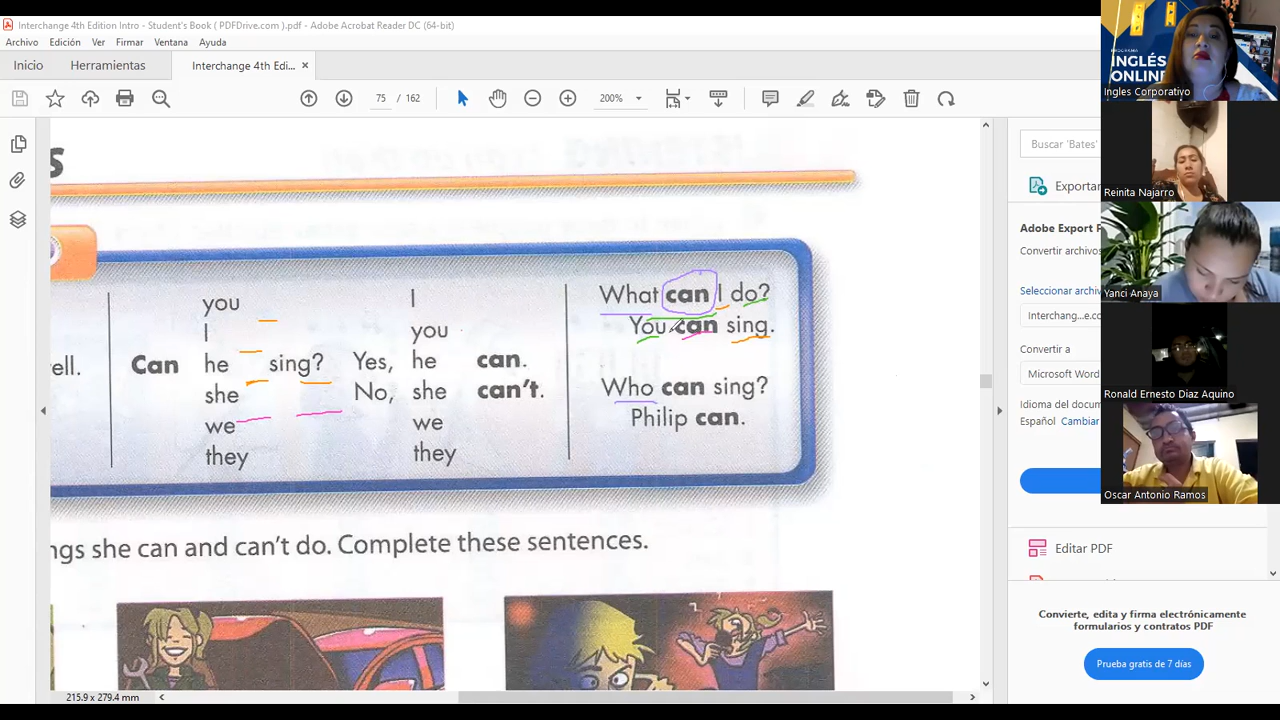 Interchange 4th Edition Intro - Student's Book ( PDFDrive.com ).pdf - Adobe Acrobat Reader DC (64-bit)
Archivo Edición Ver Firmar Ventana Ayuda
Inicio Herramientas Interchange 4th Edi... ×
75 / 162 200%
s
ell.
Can
you
I
he
she
we
they
sing?
Yes,
No,
I
you
he
she
we
they
can.
can't.
What can I do?
You can sing.
Who can sing?
Philip can.
ngs she can and can't do. Complete these sentences.
215.9 x 279.4 mm
Buscar 'Bates'
Exportar
Adobe Export P
Convertir archivos
Seleccionar archivo
Interchang...e.co
Convertir a
Microsoft Word
Idioma del docum
Español Cambiar
Editar PDF
Convierte, edita y firma electrónicamente
formularios y contratos PDF
Prueba gratis de 7 días
PROGRAMA
INGLÉS
ONLINE
Ingles Corporativo
Reinita Najarro
Yanci Anaya
Ronald Ernesto Diaz Aquino
Oscar Antonio Ramos